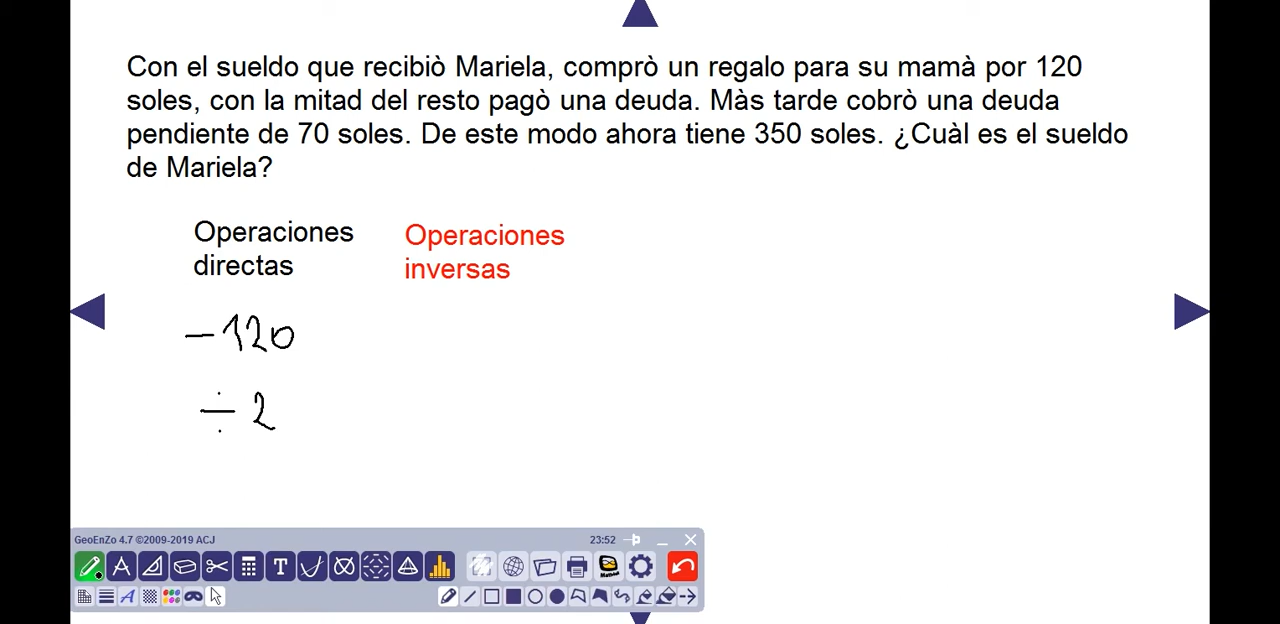 Con el sueldo que recibiò Mariela, comprò un regalo para su mamà por 120
soles, con la mitad del resto pagò una deuda. Màs tarde cobrò una deuda
pendiente de 70 soles. De este modo ahora tiene 350 soles. ¿Cuàl es el sueldo
de Mariela?
Operaciones
directas
Operaciones
inversas
-120
÷ 2
GeoEnZo 4.7 ©2009-2019 ACJ
23:52